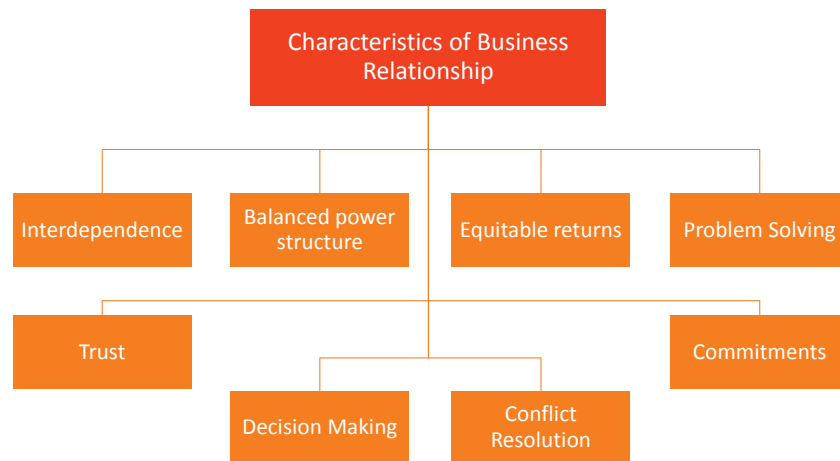 Characteristics of Business
Relationship
Interdependence
Balanced power
structure
Equitable returns
Problem Solving
Trust
Commitments
Decision Making
Conflict
Resolution